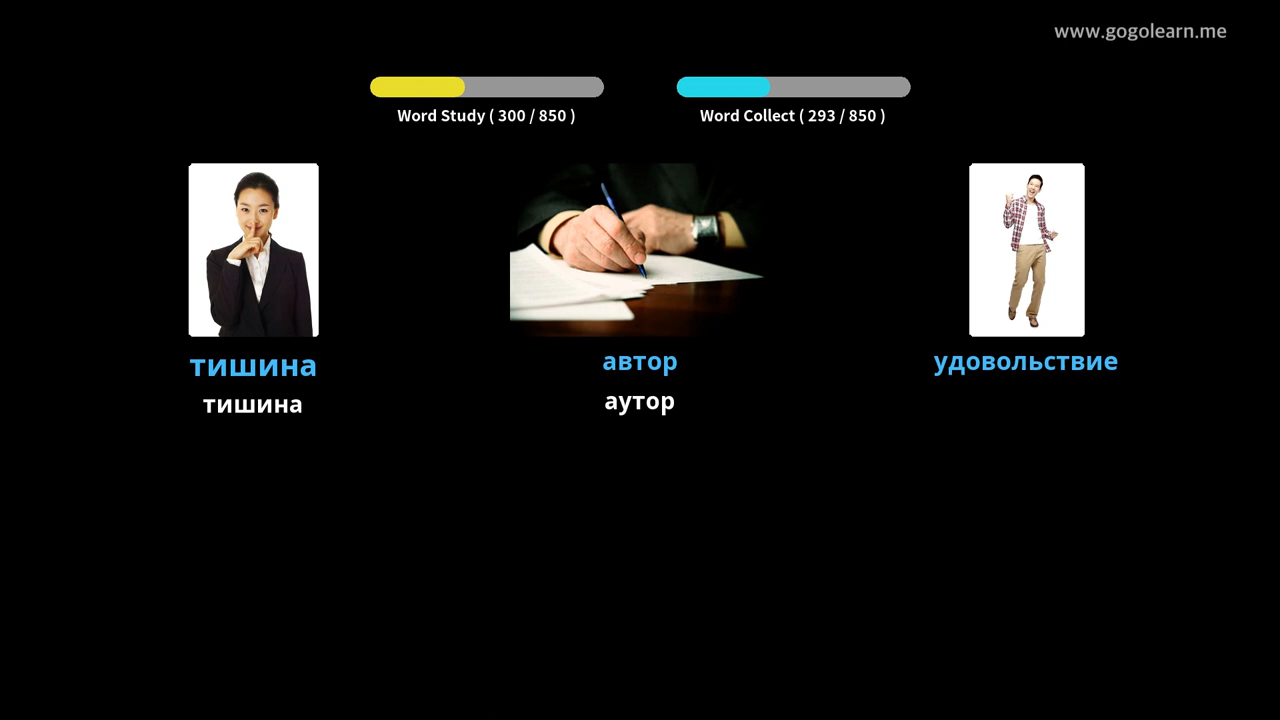 www.gogolearn.me
Word Study ( 300 / 850 )
Word Collect ( 293 / 850 )
тишина
тишина
автор
аутор
удовольствие